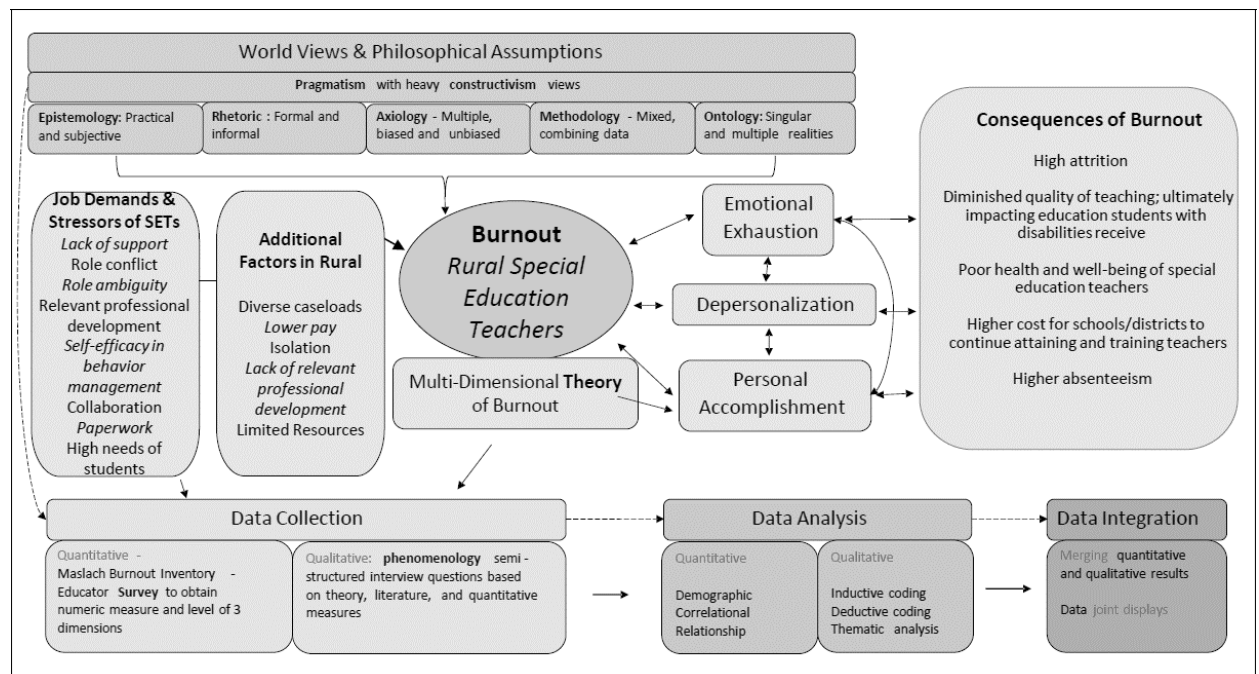 World Views & Philosophical Assumptions
Pragmatism with heavy constructivism views
Epistemology: Practical
and subjective
Rhetoric : Formal and
informal
Axiology - Multiple,
biased and unbiased
Methodology - Mixed,
combining data
Ontology: Singular
and multiple realities
Job Demands &
Stressors of SETs
Lack of support
Role conflict
Role ambiguity
Relevant professional
development
Self-efficacy in
behavior
management
Collaboration
Paperwork
High needs of
students
Additional
Factors in Rural
Diverse caseloads
Lower pay
Isolation
Lack of relevant
professional
development
Limited Resources
Burnout
Rural Special
Education
Teachers
Multi-Dimensional Theory
of Burnout
Emotional
Exhaustion
Depersonalization
Personal
Accomplishment
Consequences of Burnout
High attrition
Diminished quality of teaching; ultimately
impacting education students with
disabilities receive
Poor health and well-being of special
education teachers
Higher cost for schools/districts to
continue attaining and training teachers
Higher absenteeism
Data Collection
Quantitative -
Maslach Burnout Inventory -
Educator Survey to obtain
numeric measure and level of 3
dimensions
Qualitative: phenomenology semi-
structured interview questions based
on theory, literature, and quantitative
measures
Data Analysis
Quantitative
Demographic
Correlational
Relationship
Qualitative
Inductive coding
Deductive coding
Thematic analysis
Data Integration
Merging quantitative
and qualitative results
Data joint displays